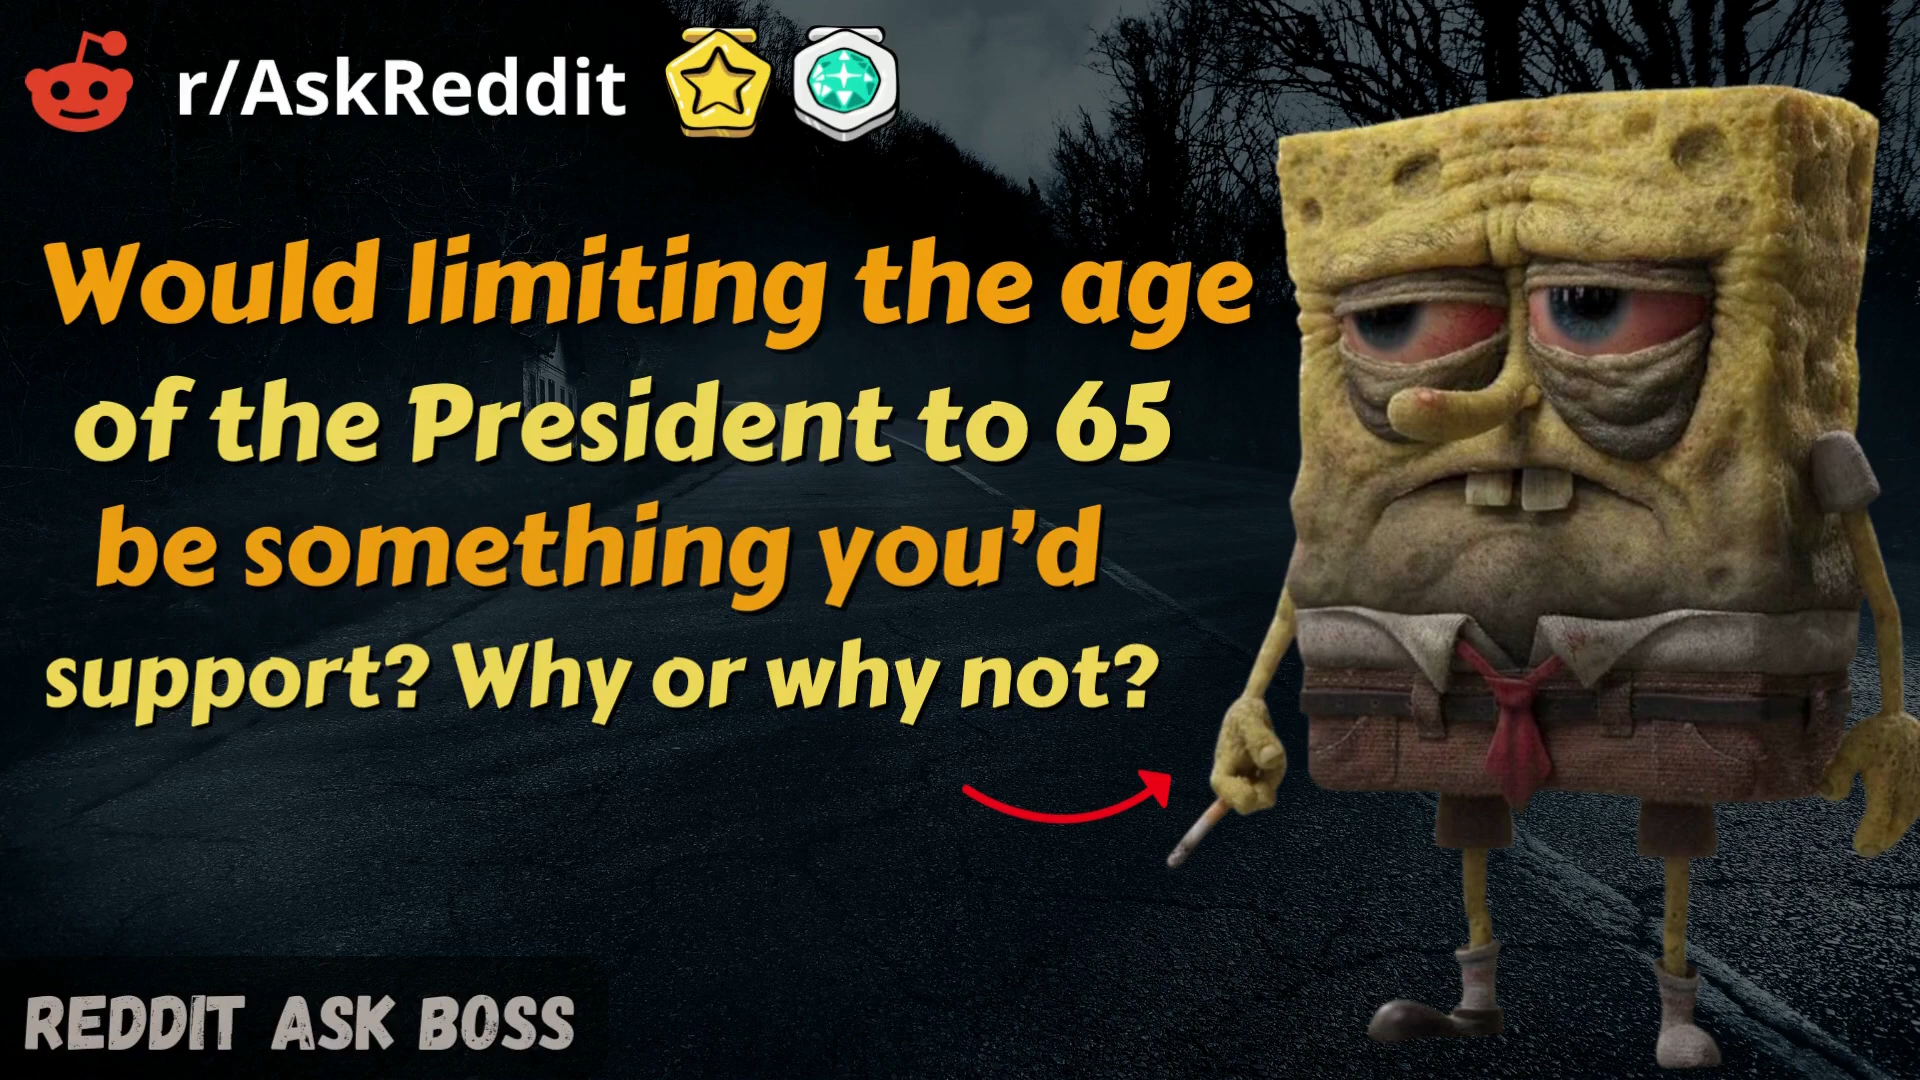 r/AskReddit
Would limiting the age
of the President to 65
be something you’d
support? Why or why not?
REDDIT ASK BOSS